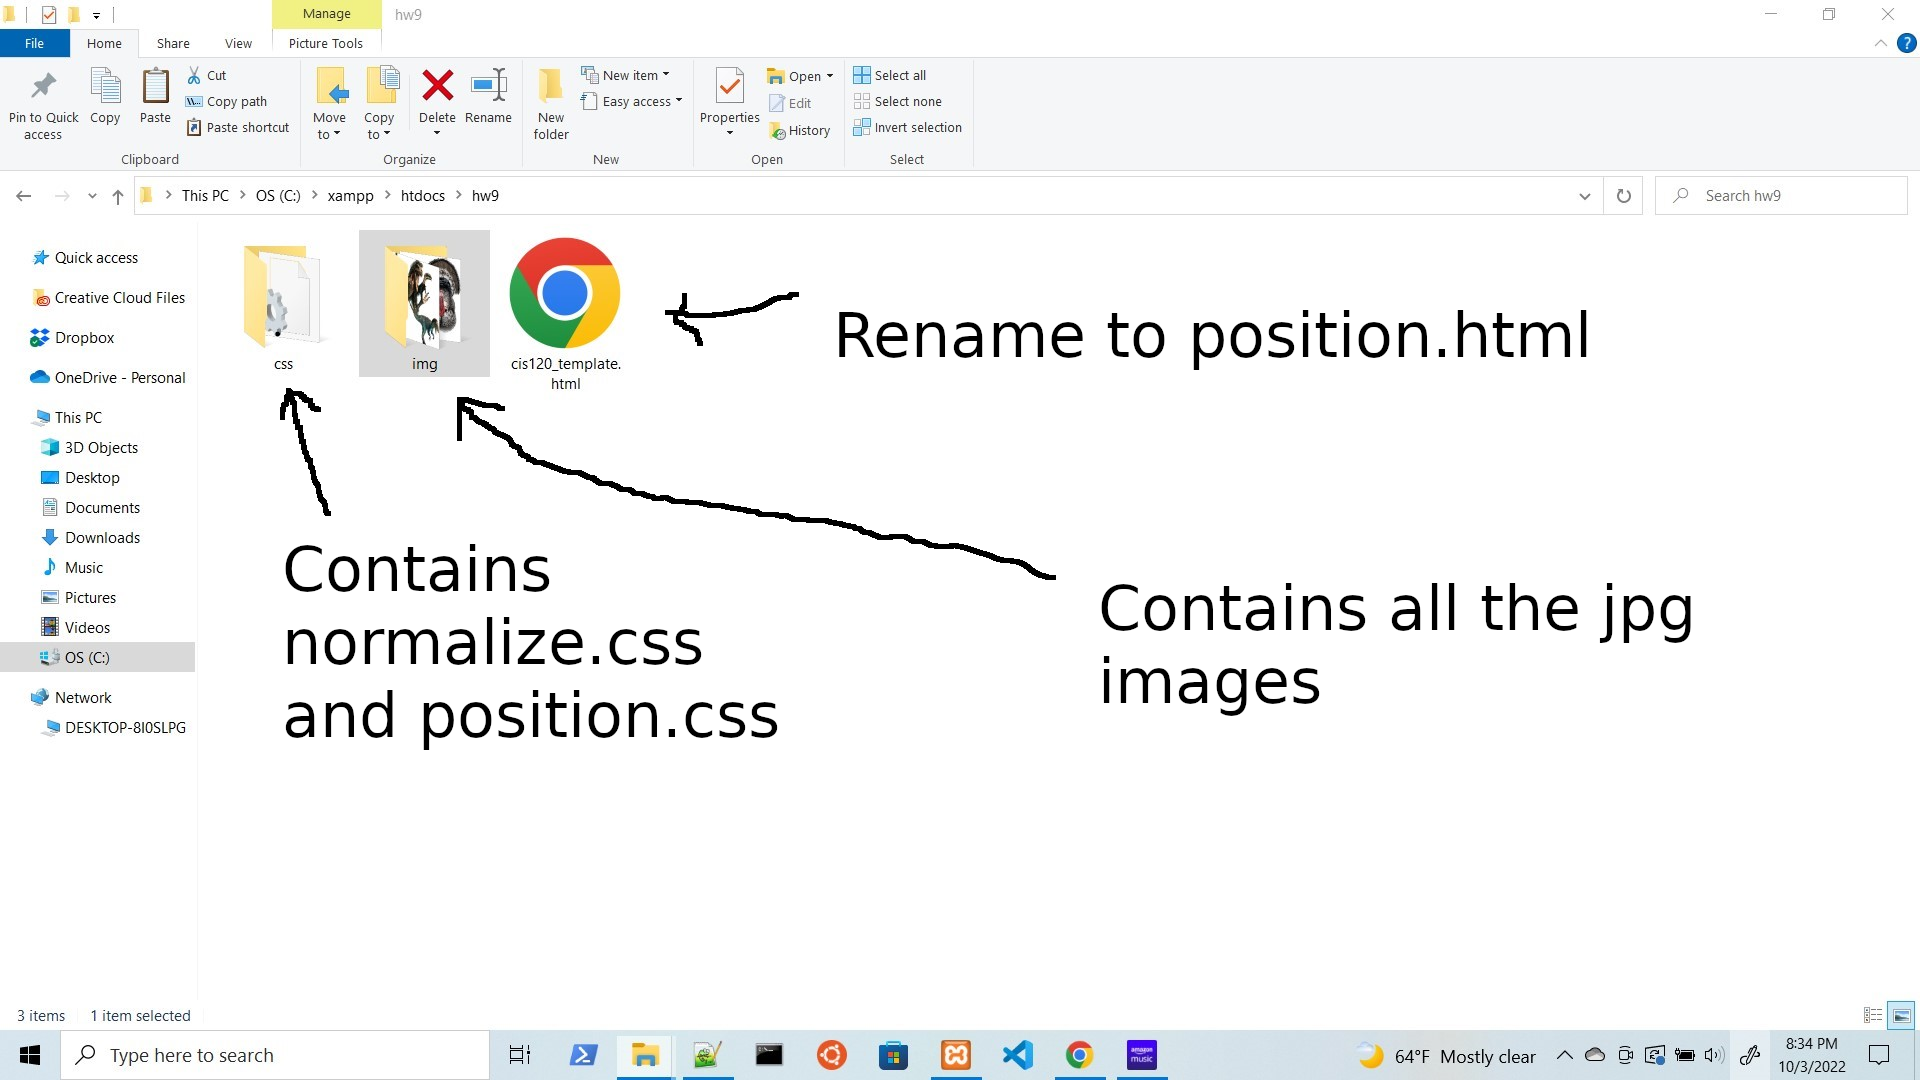 Manage
hw9
File
Home
Share
View
Picture Tools
Pin to Quick access
Copy
Paste
Cut
Copy path
Paste shortcut
Clipboard
Move to
Copy to
Delete
Rename
Organize
New folder
New item
Easy access
New
Properties
Open
Edit
History
Open
Select all
Select none
Invert selection
Select
This PC > OS (C:) > xampp > htdocs > hw9
Search hw9
Quick access
Creative Cloud Files
Dropbox
OneDrive - Personal
This PC
3D Objects
Desktop
Documents
Downloads
Music
Pictures
Videos
OS (C:)
Network
DESKTOP-8I0SLPG
css
img
cis120_template.
html
Rename to position.html
Contains
normalize.css
and position.css
Contains all the jpg
images
3 items
1 item selected
Type here to search
amazon music
64°F Mostly clear
8:34 PM
10/3/2022